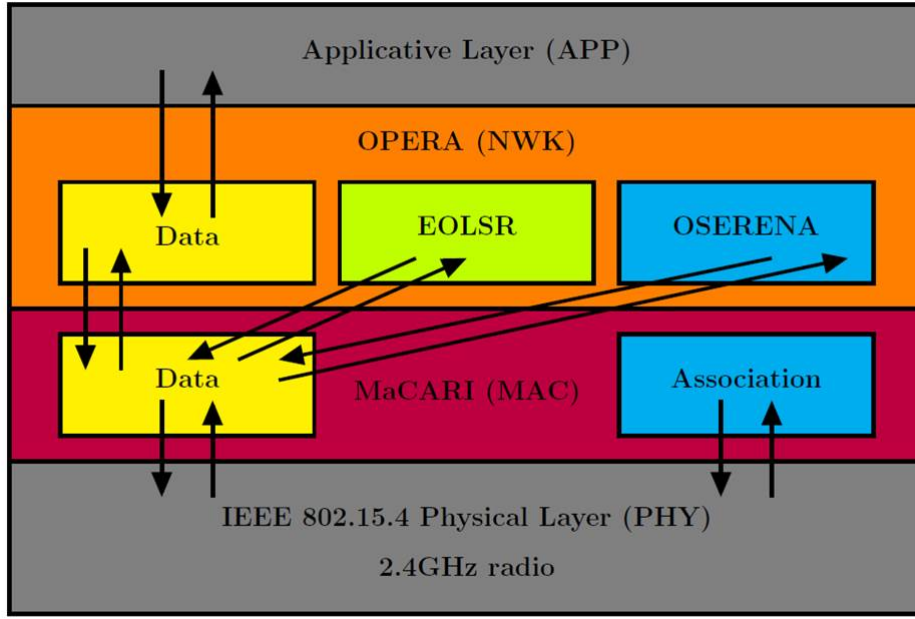 Applicative Layer (APP)
OPERA (NWK)
Data
EOLSR
OSERENA
Data
MaCARI (MAC)
Association
IEEE 802.15.4 Physical Layer (PHY)
2.4GHz radio